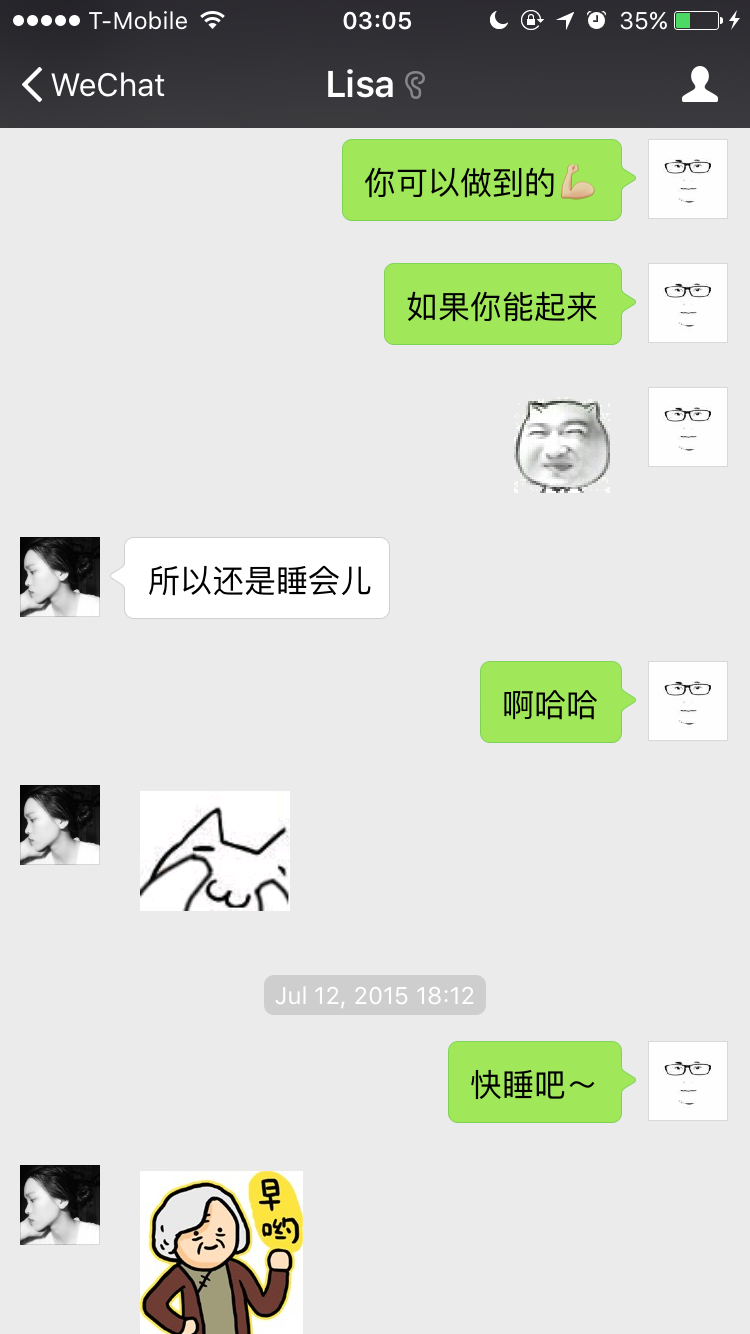 T-Mobile 03:05 35%
WeChat Lisa
你可以做到的💪🏼
如果你能起来
所以还是睡会儿
啊哈哈
Jul 12, 2015 18:12
快睡吧～
早
哟